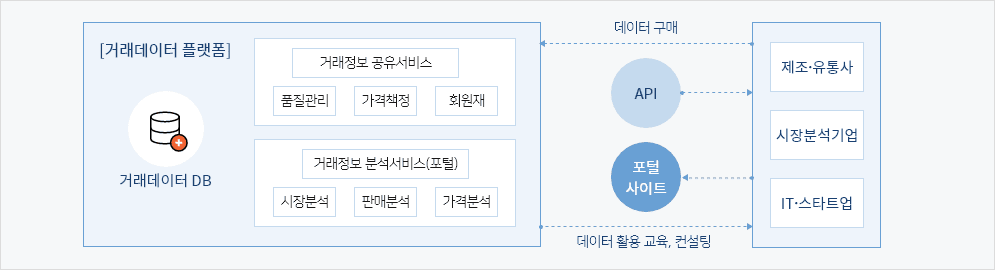 [거래데이터 플랫폼]
거래데이터 DB
거래정보 공유서비스
품질관리
가격책정
회원재
거래정보 분석서비스(포털)
시장분석
판매분석
가격분석
데이터 구매
API
포털
사이트
데이터 활용 교육, 컨설팅
제조·유통사
시장분석기업
IT·스타트업